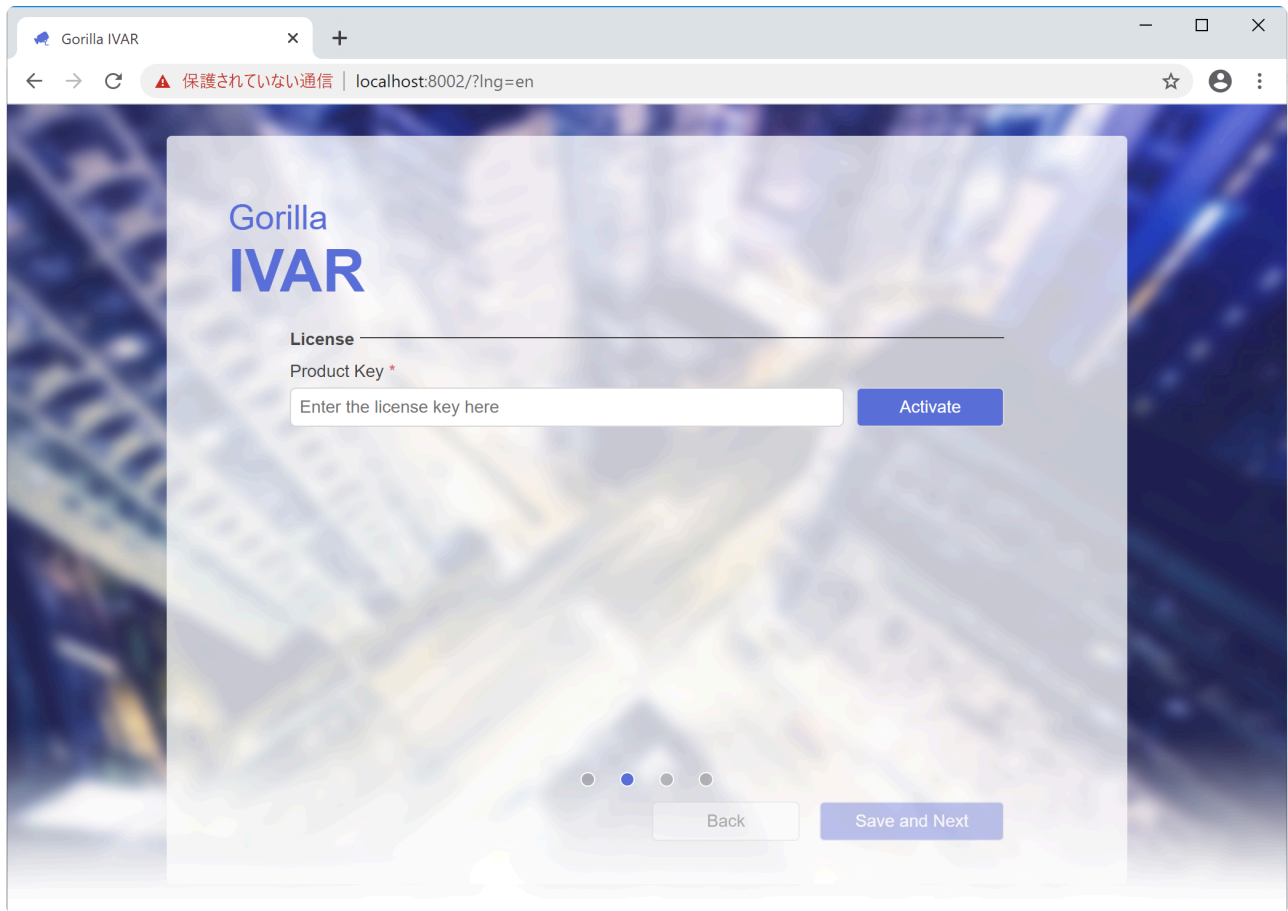 Gorilla IVAR
保護されていない通信 localhost:8002/?lng=en
Gorilla
IVAR
License
Product Key *
Enter the license key here
Activate
Back
Save and Next